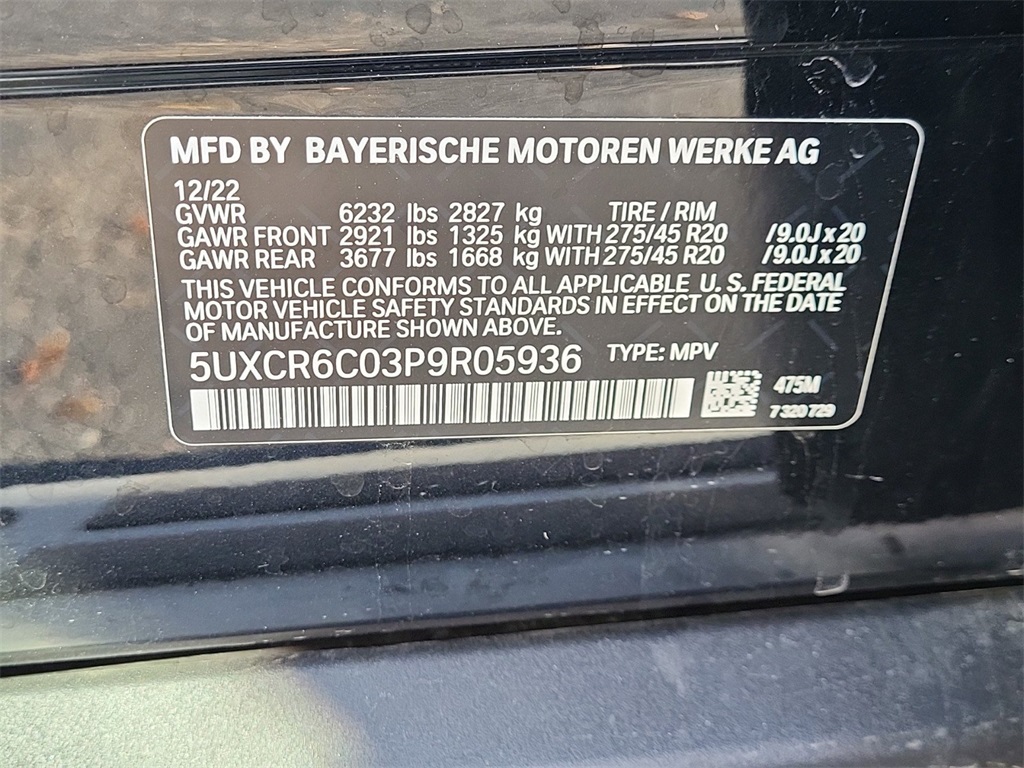 MFD BY BAYERISCHE MOTOREN WERKE AG
12/22
GVWR 6232 lbs 2827 kg TIRE / RIM
GAWR FRONT 2921 lbs 1325 kg WITH 275/45 R20 /9.0J x 20
GAWR REAR 3677 lbs 1668 kg WITH 275/45 R20 /9.0J x 20
THIS VEHICLE CONFORMS TO ALL APPLICABLE U. S. FEDERAL
MOTOR VEHICLE SAFETY STANDARDS IN EFFECT ON THE DATE
OF MANUFACTURE SHOWN ABOVE.
5UXCR6C03P9R05936 TYPE: MPV
475M
7 320 729